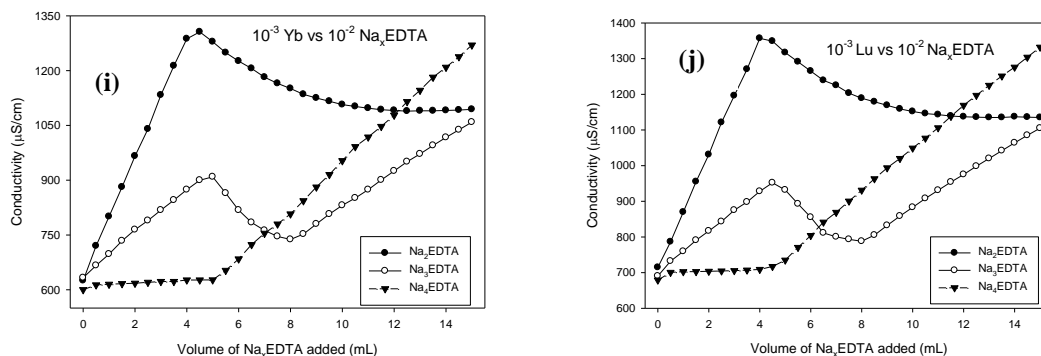 (i)
10⁻³ Yb vs 10⁻² NaₓEDTA
Conductivity (µS/cm)
1350
1200
1050
900
750
600
0 2 4 6 8 10 12 14
Volume of NaₓEDTA added (mL)
Na₂EDTA
Na₃EDTA
Na₄EDTA
(j)
10⁻³ Lu vs 10⁻² NaₓEDTA
Conductivity (µS/cm)
1400
1300
1200
1100
1000
900
800
700
600
0 2 4 6 8 10 12 14
Volume of NaₓEDTA added (mL)
Na₂EDTA
Na₃EDTA
Na₄EDTA